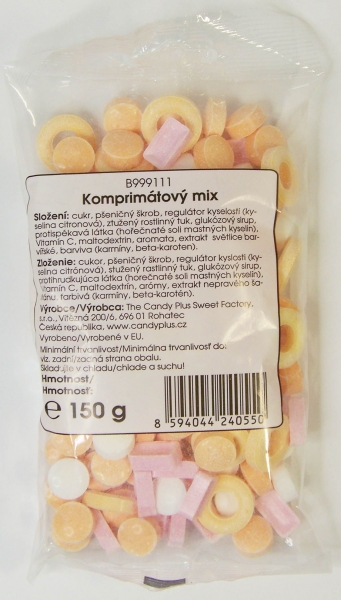 B999111
Komprimátový mix
Složení: cukr, pšeničný škrob, regulátor kyselosti (ky-
selina citronová), ztužený rostlinný tuk, glukózový sirup,
protispékavá látka (hořečnaté soli mastných kyselin),
Vitamín C, maltodextrin, aromata, extrakt světlice bar-
vířské, barviva (karmíny, beta-karoten).
Zloženie: cukor, pšeničný škrob, regulátor kyslosti (ky-
selina citrónová), stužený rastlinný tuk, glukózový sirup,
protihrudkujúca látka (horečnaté soli mastných kyselín),
Vitamín C, maltodextrín, arómy, extrakt nepravého ša-
fránu, farbivá (karmíny, beta-karotén).
Výrobce/Výrobca: The Candy Plus Sweet Factory,
s.r.o., Vítězná 200/6, 696 01 Rohatec
Česká republika, www.candyplus.cz
Vyrobeno/Vyrobené v EU.
Minimální trvanlivost/Minimálna trvanlivosť do:
viz. zadní/zadná strana obalu.
Skladujte v chladu/chlade a suchu!
Hmotnost/
Hmotnosť:
e 150 g
8 594044 240550